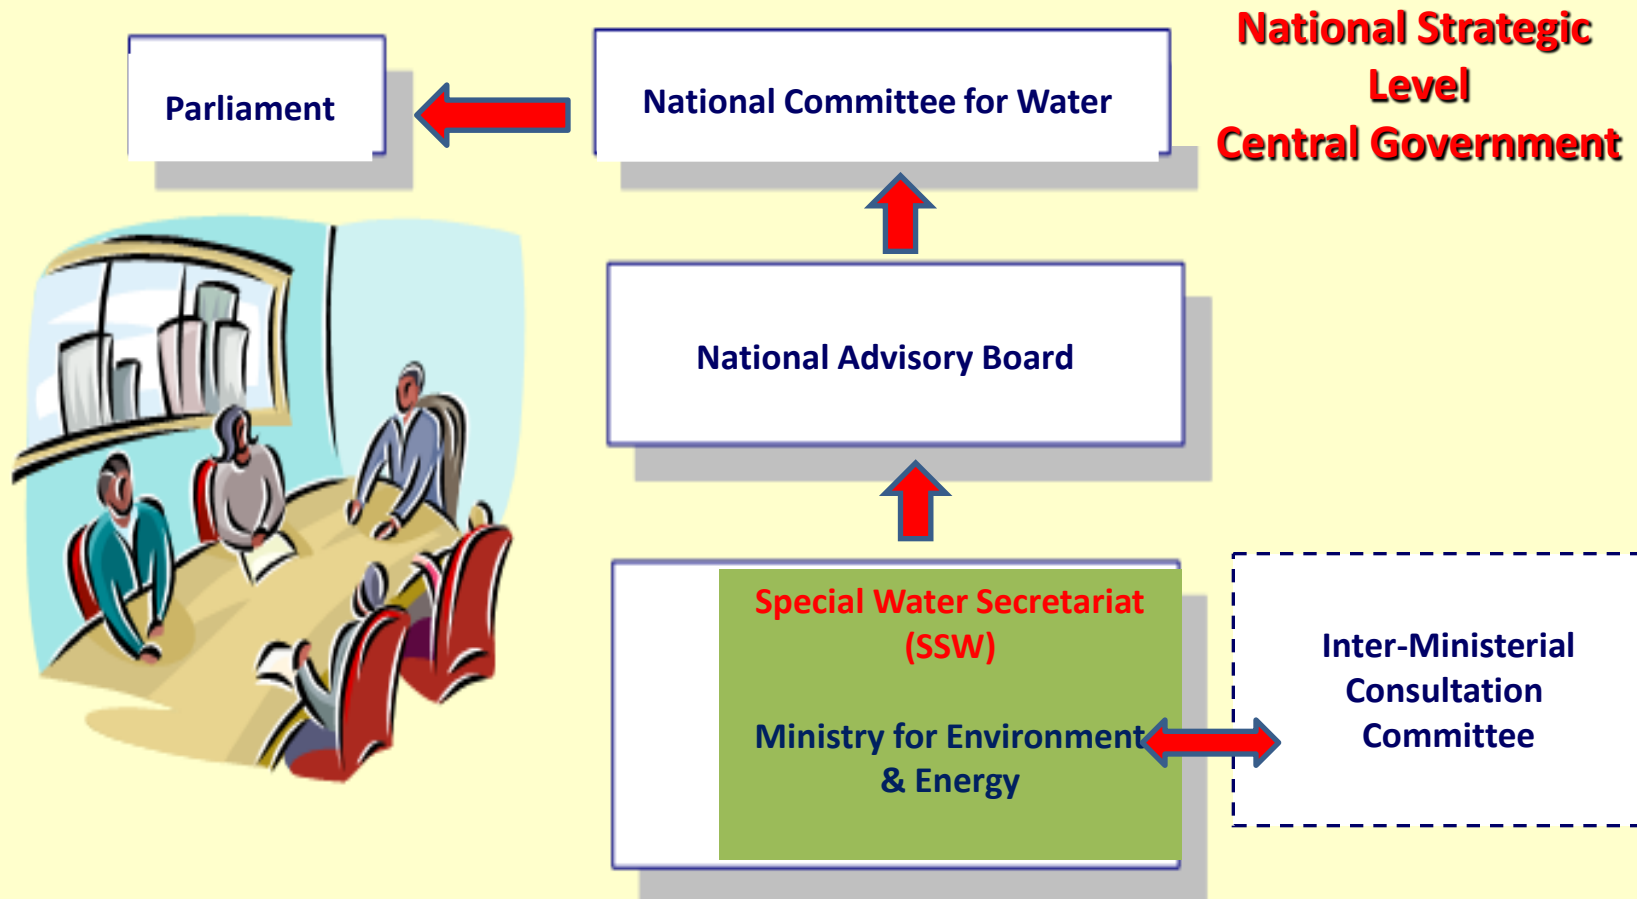 National Strategic
Level
Central Government
Parliament
National Committee for Water
National Advisory Board
Special Water Secretariat
(SSW)
Ministry for Environment
& Energy
Inter-Ministerial
Consultation
Committee